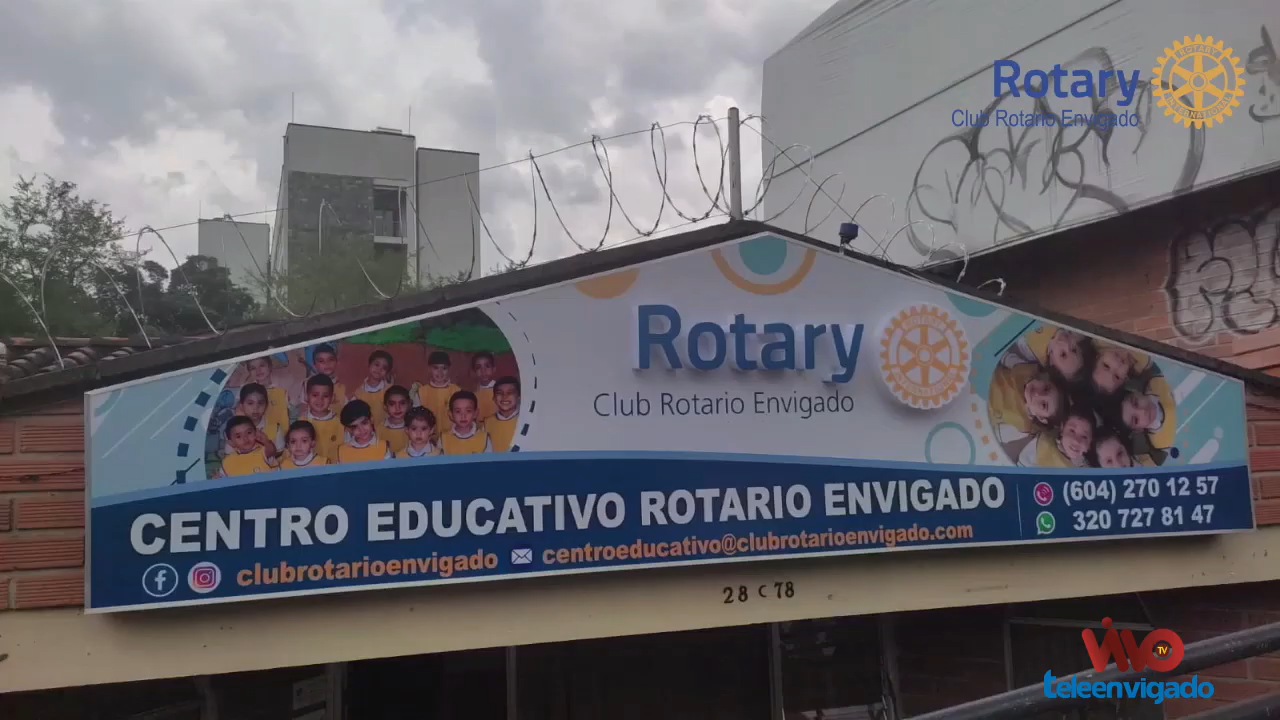 Rotary
Club Rotario Envigado
Rotary
Club Rotario Envigado
CENTRO EDUCATIVO ROTARIO ENVIGADO
clubrotarioenvigado centroeducativo@clubrotarioenvigado.com
(604) 270 12 57
320 727 81 47
28 C 78
VIVO TV
teleenvigado